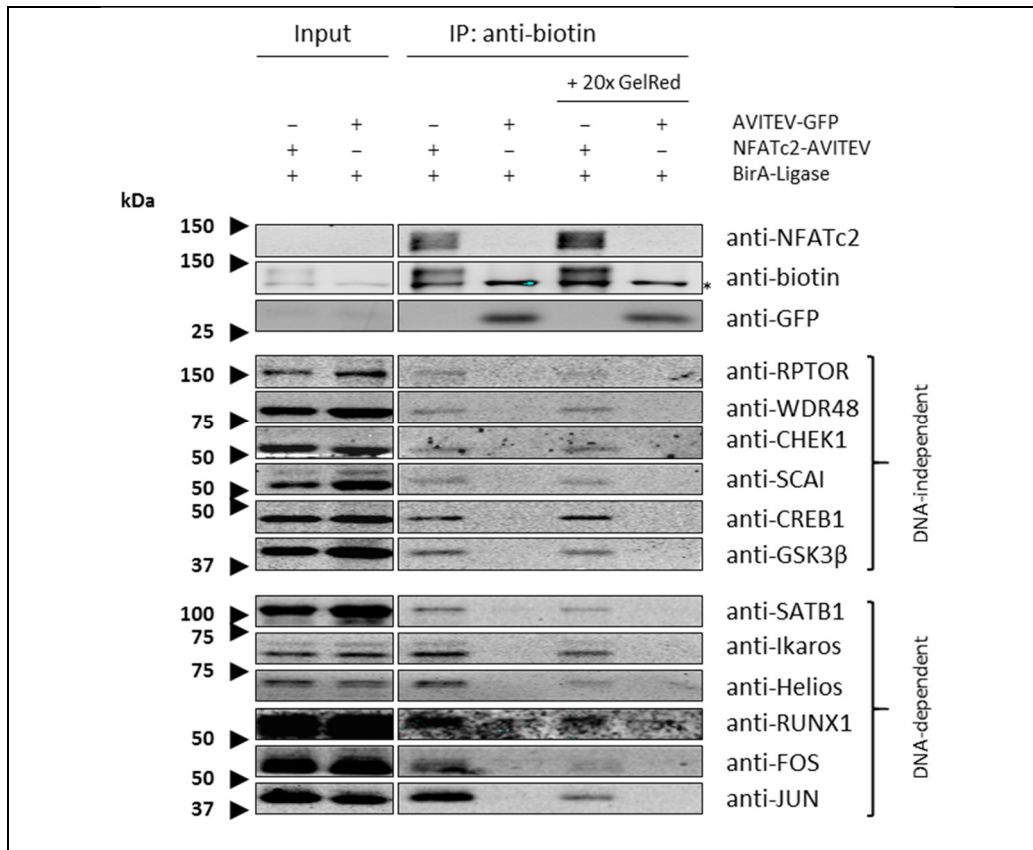 Input IP: anti-biotin
+ 20x GelRed
– + – + – + AVITEV-GFP
+ – + – + – NFATc2-AVITEV
+ + + + + + BirA-Ligase
kDa
150 anti-NFATc2
150 anti-biotin
*
anti-GFP
25
150 anti-RPTOR
anti-WDR48
75
anti-CHEK1
50
anti-SCAI
50
50 anti-CREB1
anti-GSK3β
37
DNA-independent
100 anti-SATB1
75 anti-Ikaros
75 anti-Helios
anti-RUNX1
50
anti-FOS
50
anti-JUN
37
DNA-dependent